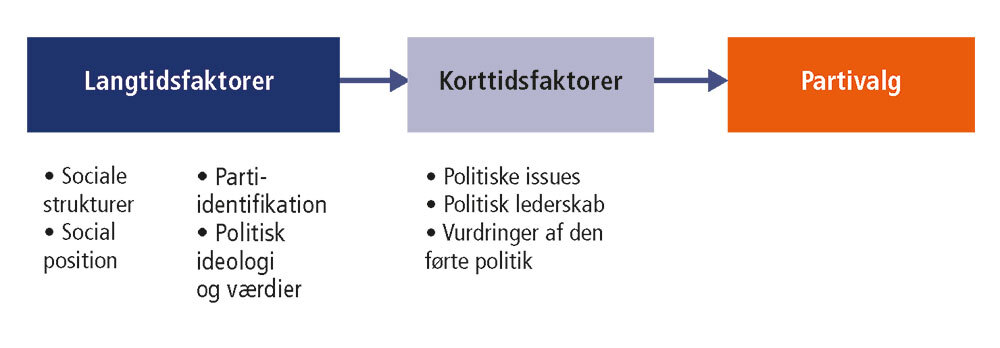 Langtidsfaktorer
Korttidsfaktorer
Partivalg
• Sociale
strukturer
• Social
position
• Parti-
identifikation
• Politisk
ideologi
og værdier
• Politiske issues
• Politisk lederskab
• Vurdringer af den
førte politik